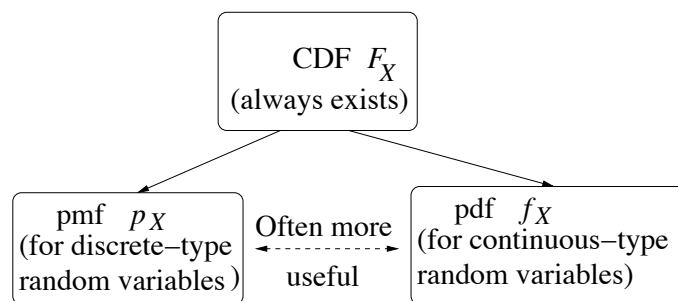 CDF F_X
(always exists)
pmf p_X
(for discrete–type
random variables )
Often more
useful
pdf f_X
(for continuous–type
random variables)